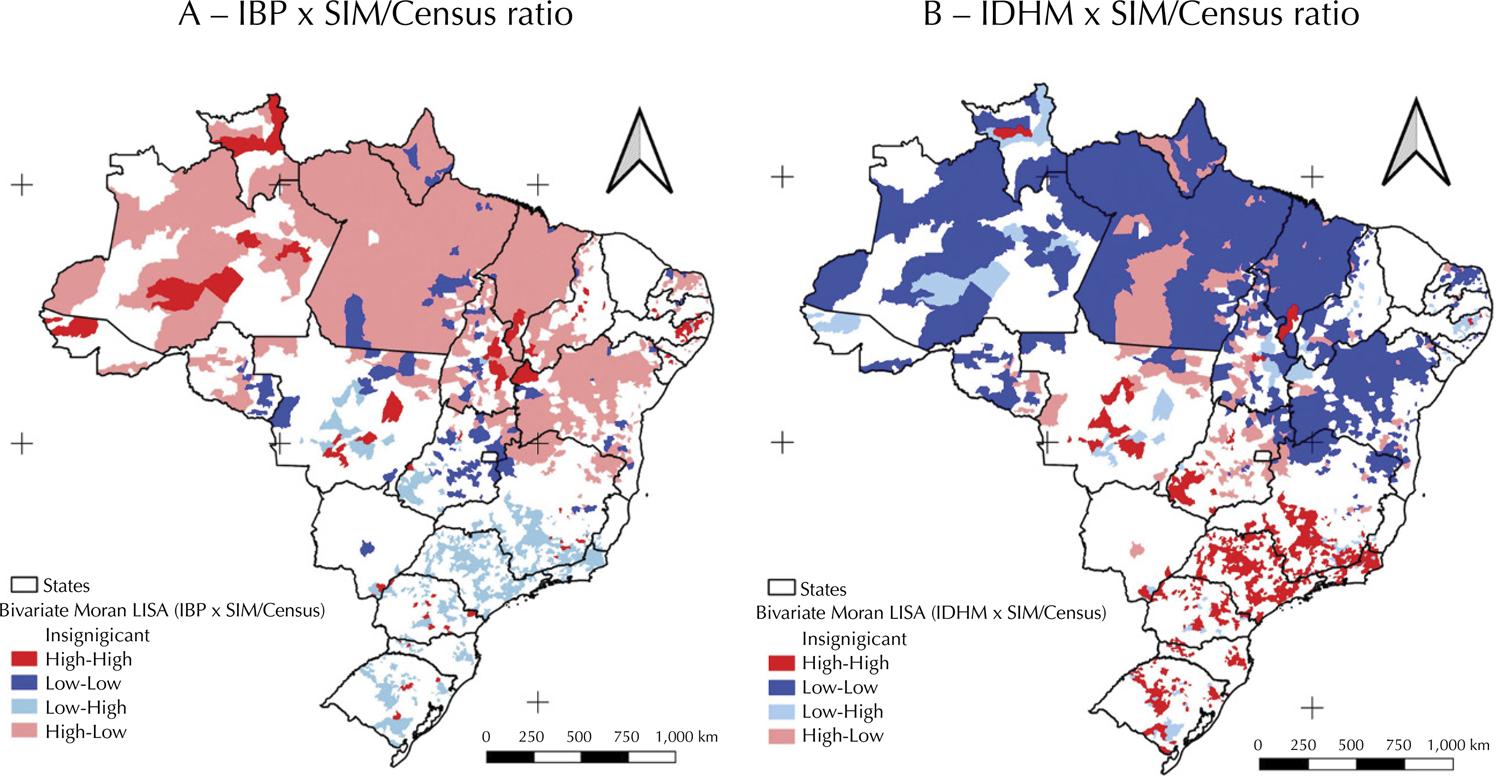 A – IBP x SIM/Census ratio
States
Bivariate Moran LISA (IBP x SIM/Census)
Insignigicant
High-High
Low-Low
Low-High
High-Low
0 250 500 750 1,000 km
B – IDHM x SIM/Census ratio
States
Bivariate Moran LISA (IDHM x SIM/Census)
Insignigicant
High-High
Low-Low
Low-High
High-Low
0 250 500 750 1,000 km